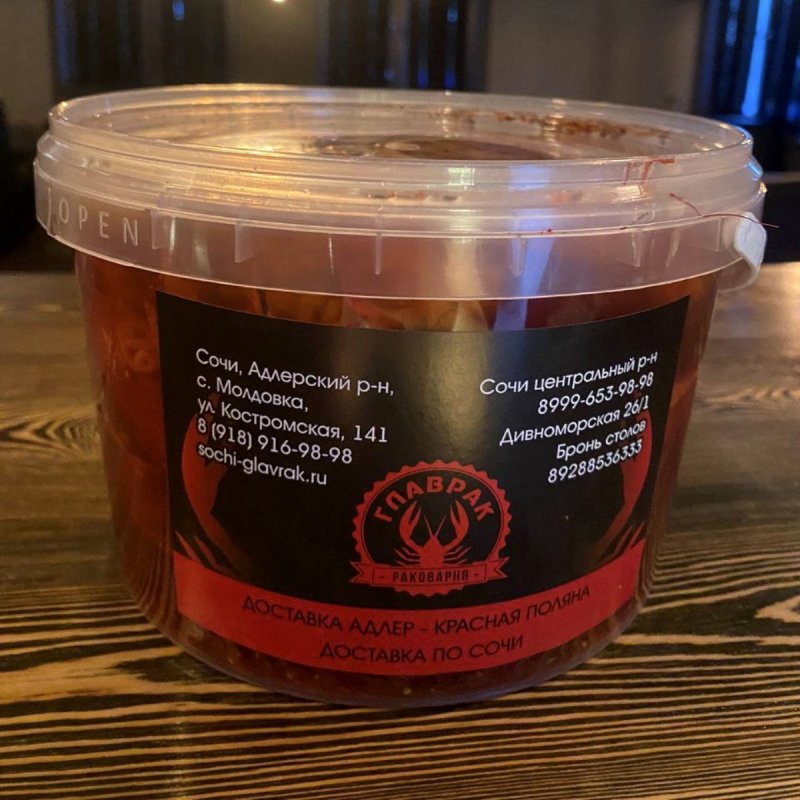 OPEN
Сочи, Адлерский р-н,
с. Молдовка,
ул Костромская, 141
8 (918) 916-98-98
sochi-glavrak.ru
Сочи центральный р-н
8999-653-98-98
Дивноморская 26/1
Бронь столов
89288536333
ГЛАВРАК
- РАКОВАРНЯ -
ДОСТАВКА АДЛЕР - КРАСНАЯ ПОЛЯНА
ДОСТАВКА ПО СОЧИ